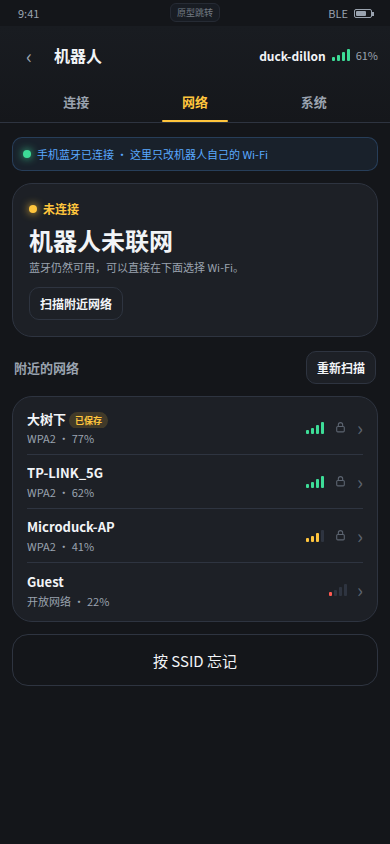 9:41
原型跳转
BLE
机器人
duck-dillon 61%
连接 网络 系统
手机蓝牙已连接 · 这里只改机器人自己的 Wi-Fi
未连接
机器人未联网
蓝牙仍然可用，可以直接在下面选择 Wi-Fi。
扫描附近网络
附近的网络
重新扫描
大树下 已保存
WPA2 · 77%
TP-LINK_5G
WPA2 · 62%
Microduck-AP
WPA2 · 41%
Guest
开放网络 · 22%
按 SSID 忘记